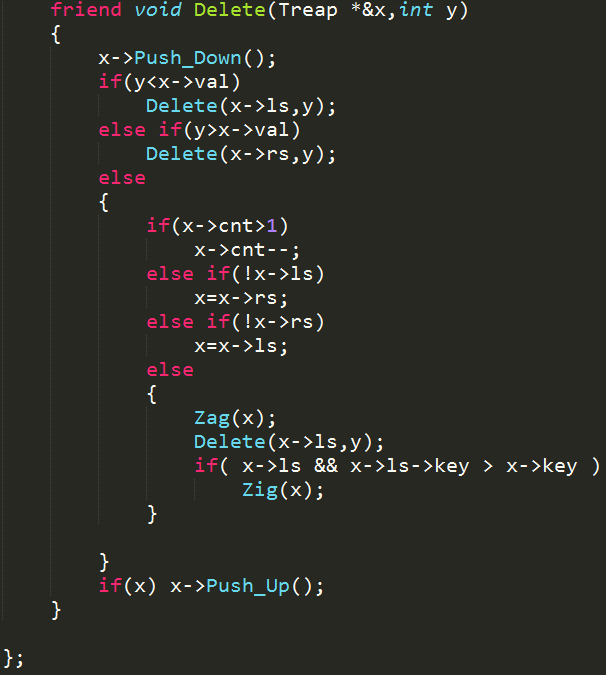 friend void Delete(Treap *&x,int y)
{
x->Push_Down();
if(y<x->val)
Delete(x->ls,y);
else if(y>x->val)
Delete(x->rs,y);
else
{
if(x->cnt>1)
x->cnt--;
else if(!x->ls)
x=x->rs;
else if(!x->rs)
x=x->ls;
else
{
Zag(x);
Delete(x->ls,y);
if( x->ls && x->ls->key > x->key )
Zig(x);
}
}
if(x) x->Push_Up();
}
};